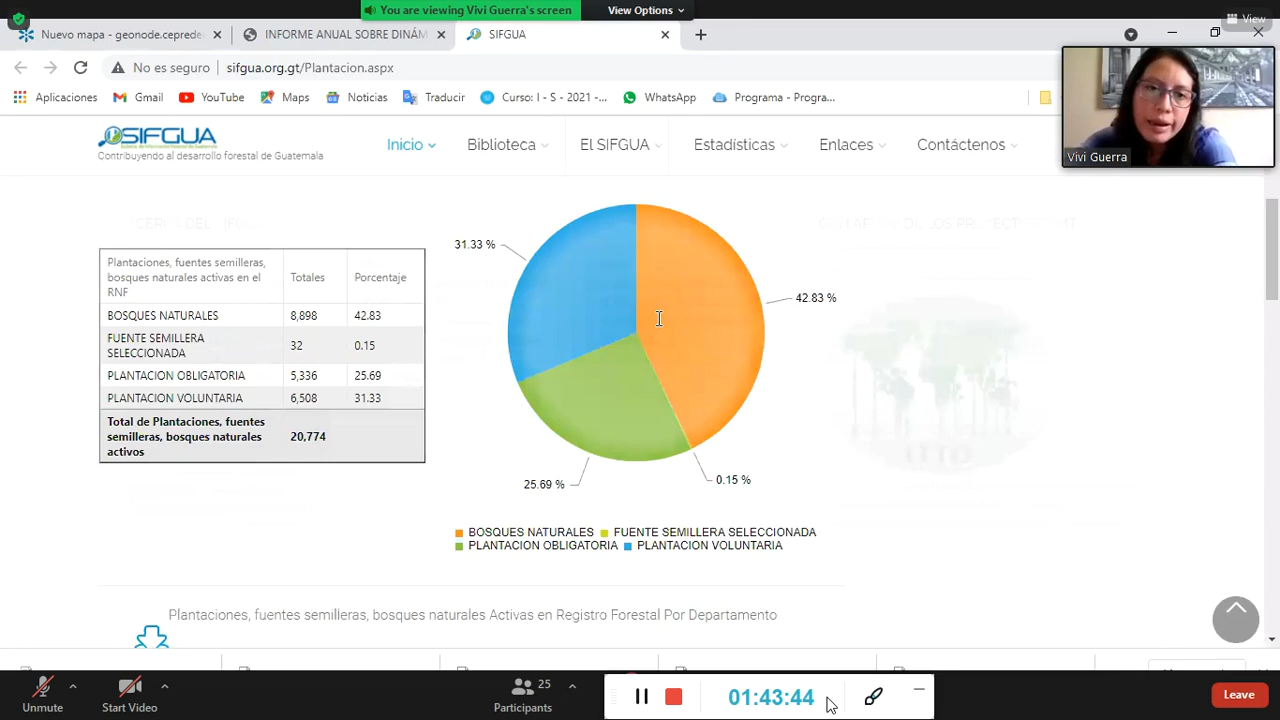 You are viewing Vivi Guerra's screen
View Options
View
Nuevo mapa - geonode.ieprede
INFORME ANUAL SOBRE DINÁM
SIFGUA
No es seguro
sifgua.org.gt/Plantacion.aspx
Aplicaciones
Gmail
YouTube
Maps
Noticias
Traducir
Curso: I - S - 2021 -...
WhatsApp
Programa - Progra...
SIFGUA
Contribuyendo al desarrollo forestal de Guatemala
Inicio
Biblioteca
El SIFGUA
Estadísticas
Enlaces
Contáctenos
Vivi Guerra
Plantaciones, fuentes semilleras, bosques naturales activas en el RNF Totales Porcentaje
BOSQUES NATURALES 8,898 42.83
FUENTE SEMILLERA SELECCIONADA 32 0.15
PLANTACION OBLIGATORIA 5,336 25.69
PLANTACION VOLUNTARIA 6,508 31.33
Total de Plantaciones, fuentes semilleras, bosques naturales activos 20,774
31.33 %
42.83 %
25.69 %
0.15 %
BOSQUES NATURALES FUENTE SEMILLERA SELECCIONADA
PLANTACION OBLIGATORIA PLANTACION VOLUNTARIA
Plantaciones, fuentes semilleras, bosques naturales Activas en Registro Forestal Por Departamento
Unmute
Start Video
25
Participants
01:43:44
Leave